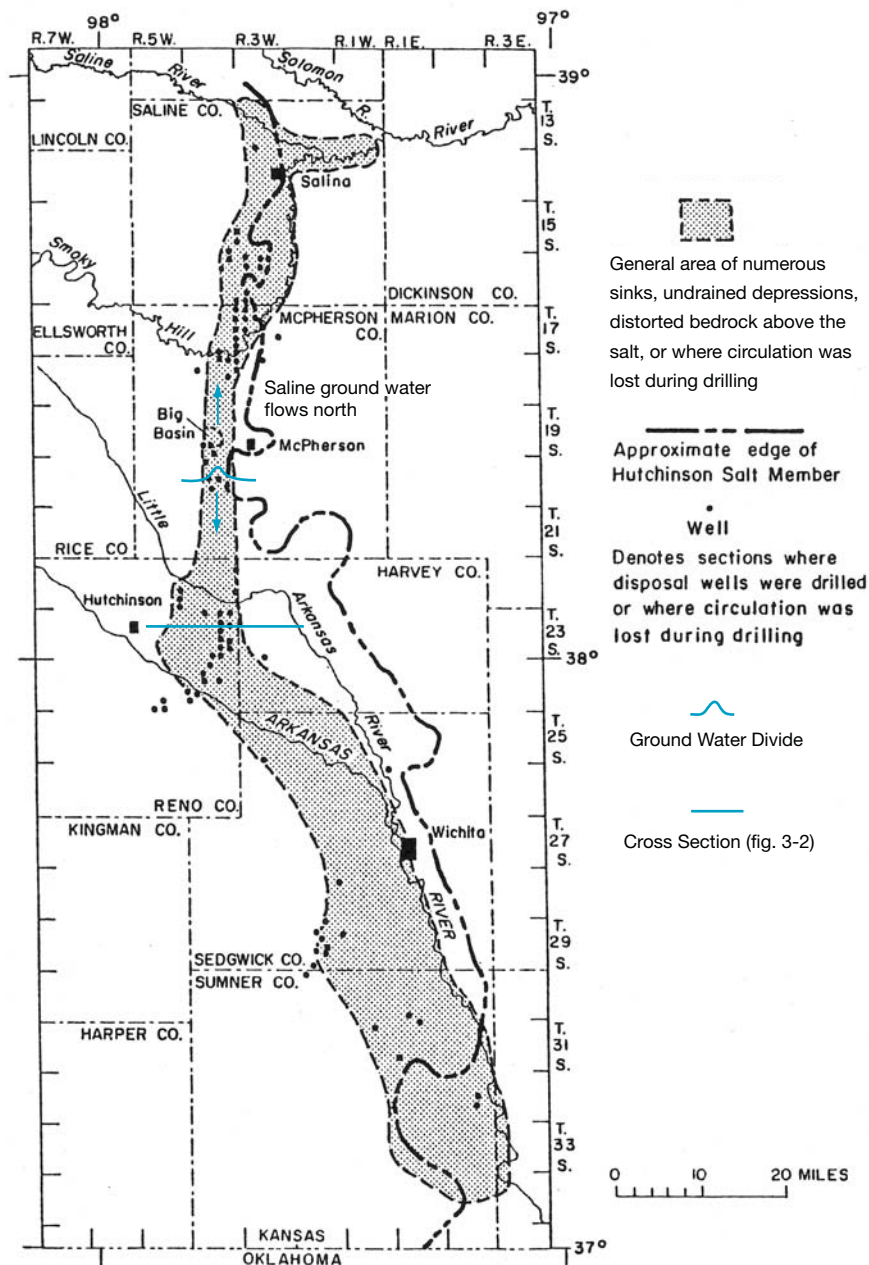 98°
97°
R.7W.
R.5W.
R.3W.
R.1W.
R.1E.
R.3E.
Saline
River
Solomon
R.
River
39°
SALINE CO.
LINCOLN CO.
Salina
T.
13
S.
T.
15
S.
Smoky
Hill
DICKINSON CO.
MCPHERSON
CO.
MARION CO.
ELLSWORTH
CO.
T.
17
S.
Saline ground water
flows north
Big
Basin
McPherson
T.
19
S.
Little
T.
21
S.
RICE CO.
HARVEY CO.
Hutchinson
Arkansas
River
T.
23
S.
38°
ARKANSAS
RIVER
T.
25
S.
RENO CO.
KINGMAN CO.
Wichita
T.
27
S.
T.
29
S.
SEDGWICK CO.
SUMNER CO.
HARPER CO.
T.
31
S.
T.
33
S.
KANSAS
OKLAHOMA
37°
General area of numerous
sinks, undrained depressions,
distorted bedrock above the
salt, or where circulation was
lost during drilling
Approximate edge of
Hutchinson Salt Member
Well
Denotes sections where
disposal wells were drilled
or where circulation was
lost during drilling
Ground Water Divide
Cross Section (fig. 3-2)
0 10 20 MILES